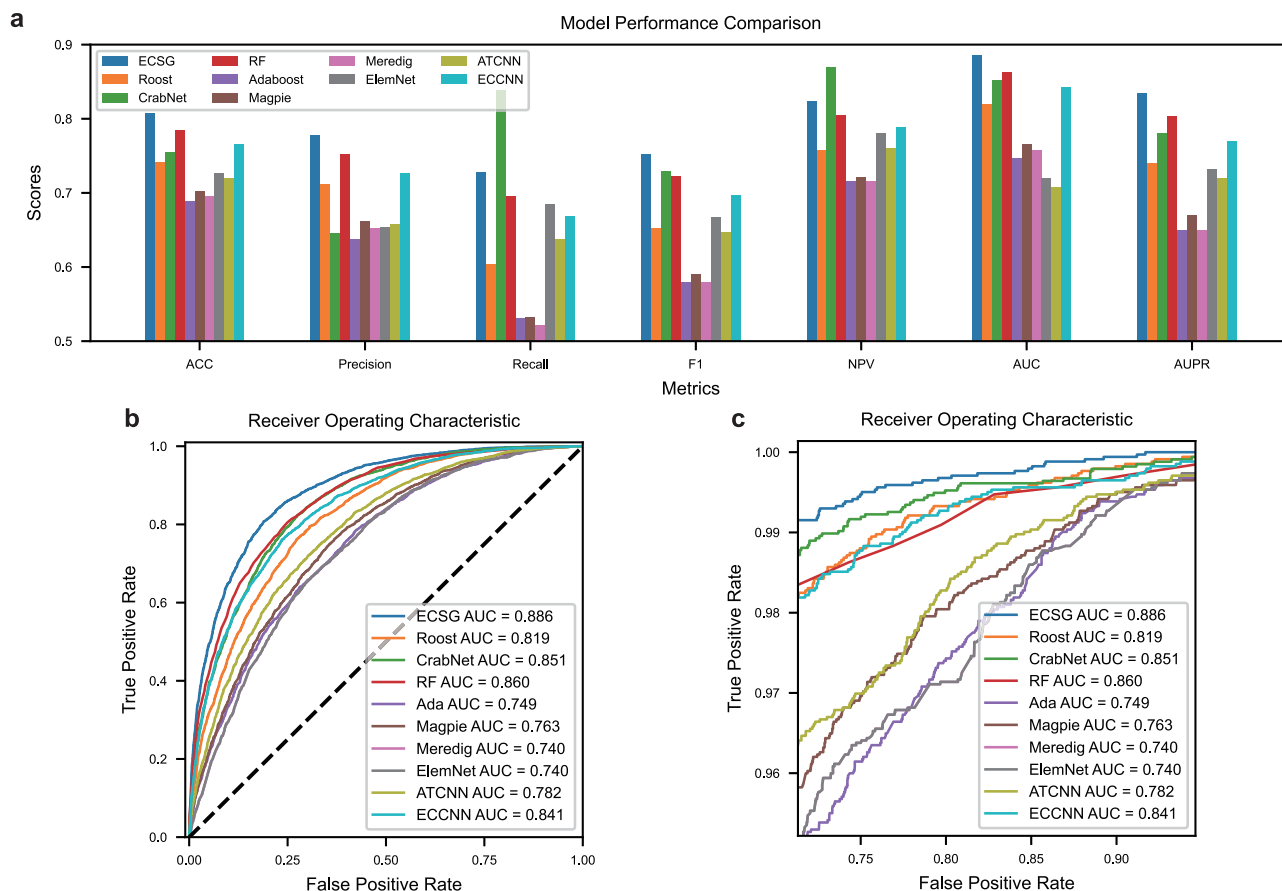 a
Model Performance Comparison
0.9
0.8
0.7
0.6
0.5
Scores
ECSG
Roost
CrabNet
RF
Adaboost
Magpie
Meredig
ElemNet
ATCNN
ECCNN
ACC
Precision
Recall
F1
NPV
AUC
AUPR
Metrics
b
Receiver Operating Characteristic
1.0
0.8
0.6
0.4
0.2
0.0
True Positive Rate
ECSG AUC = 0.886
Roost AUC = 0.819
CrabNet AUC = 0.851
RF AUC = 0.860
Ada AUC = 0.749
Magpie AUC = 0.763
Meredig AUC = 0.740
ElemNet AUC = 0.740
ATCNN AUC = 0.782
ECCNN AUC = 0.841
0.00
0.25
0.50
0.75
1.00
False Positive Rate
c
Receiver Operating Characteristic
1.00
0.99
0.98
0.97
0.96
True Positive Rate
ECSG AUC = 0.886
Roost AUC = 0.819
CrabNet AUC = 0.851
RF AUC = 0.860
Ada AUC = 0.749
Magpie AUC = 0.763
Meredig AUC = 0.740
ElemNet AUC = 0.740
ATCNN AUC = 0.782
ECCNN AUC = 0.841
0.75
0.80
0.85
0.90
False Positive Rate